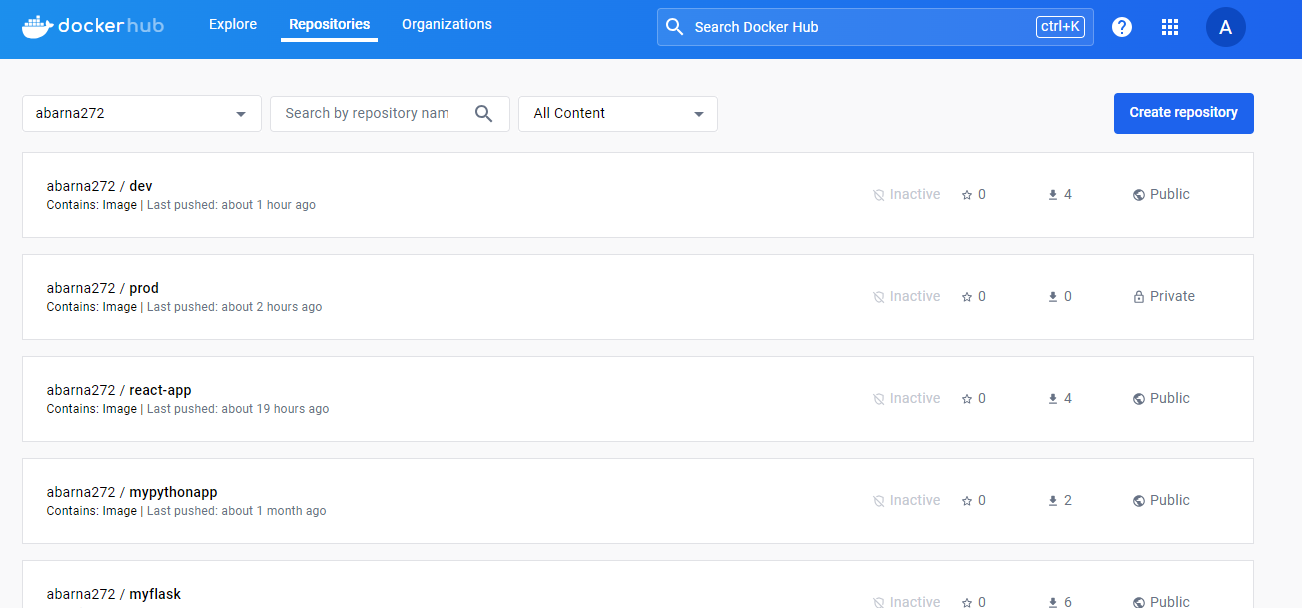 dockerhub Explore Repositories Organizations Search Docker Hub ctrl+K ? A
abarna272 Search by repository nam All Content Create repository
abarna272 / dev
Contains: Image | Last pushed: about 1 hour ago
Inactive 0 4 Public
abarna272 / prod
Contains: Image | Last pushed: about 2 hours ago
Inactive 0 0 Private
abarna272 / react-app
Contains: Image | Last pushed: about 19 hours ago
Inactive 0 4 Public
abarna272 / mypythonapp
Contains: Image | Last pushed: about 1 month ago
Inactive 0 2 Public
abarna272 / myflask
Inactive 0 6 Public